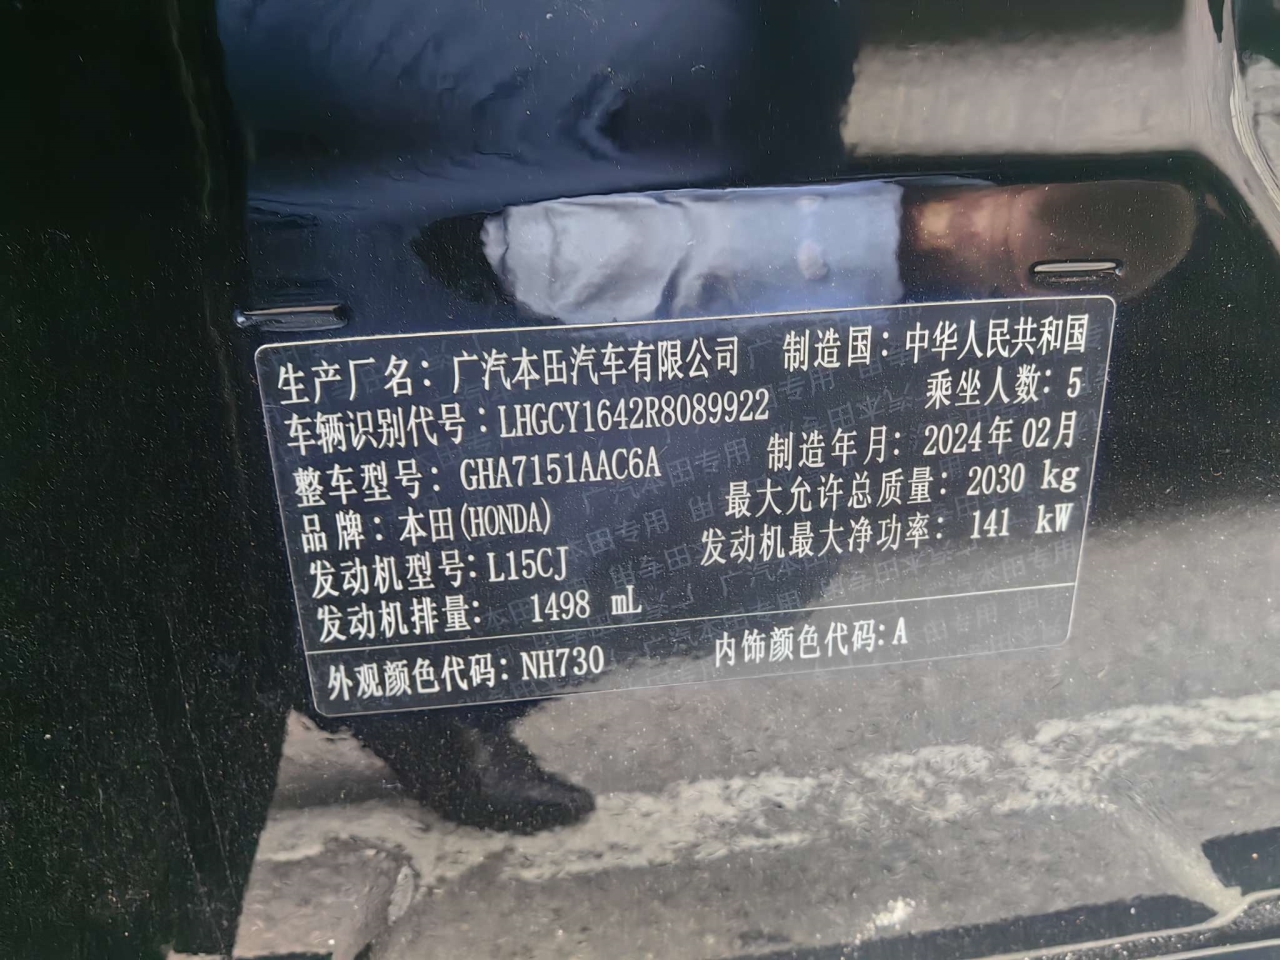 生产厂名：广汽本田汽车有限公司 制造国：中华人民共和国
车辆识别代号：LHGCY1642R8089922 乘坐人数：5
整车型号：GHA7151AAC6A 制造年月：2024年02月
品牌：本田(HONDA) 最大允许总质量：2030 kg
发动机型号：L15CJ 发动机最大净功率：141 kW
发动机排量：1498 mL
外观颜色代码：NH730 内饰颜色代码：A